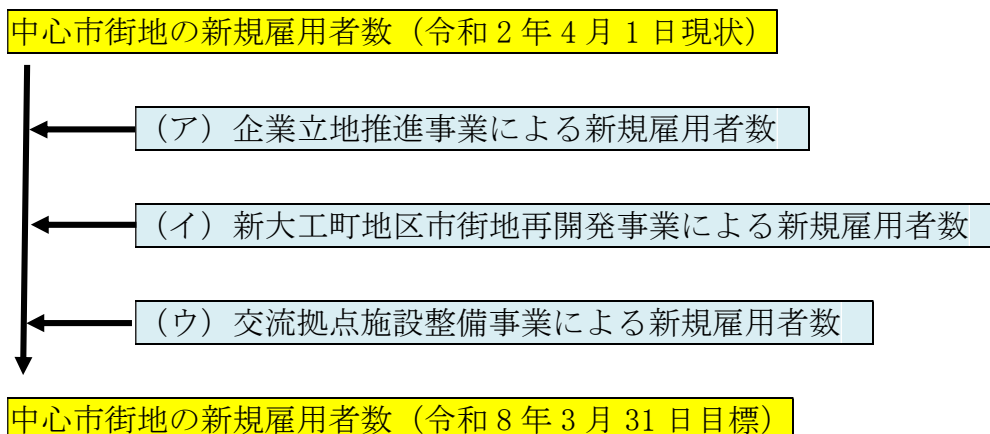 中心市街地の新規雇用者数（令和2年4月1日現状）
（ア）企業立地推進事業による新規雇用者数
（イ）新大工町地区市街地再開発事業による新規雇用者数
（ウ）交流拠点施設整備事業による新規雇用者数
中心市街地の新規雇用者数（令和8年3月31日目標）